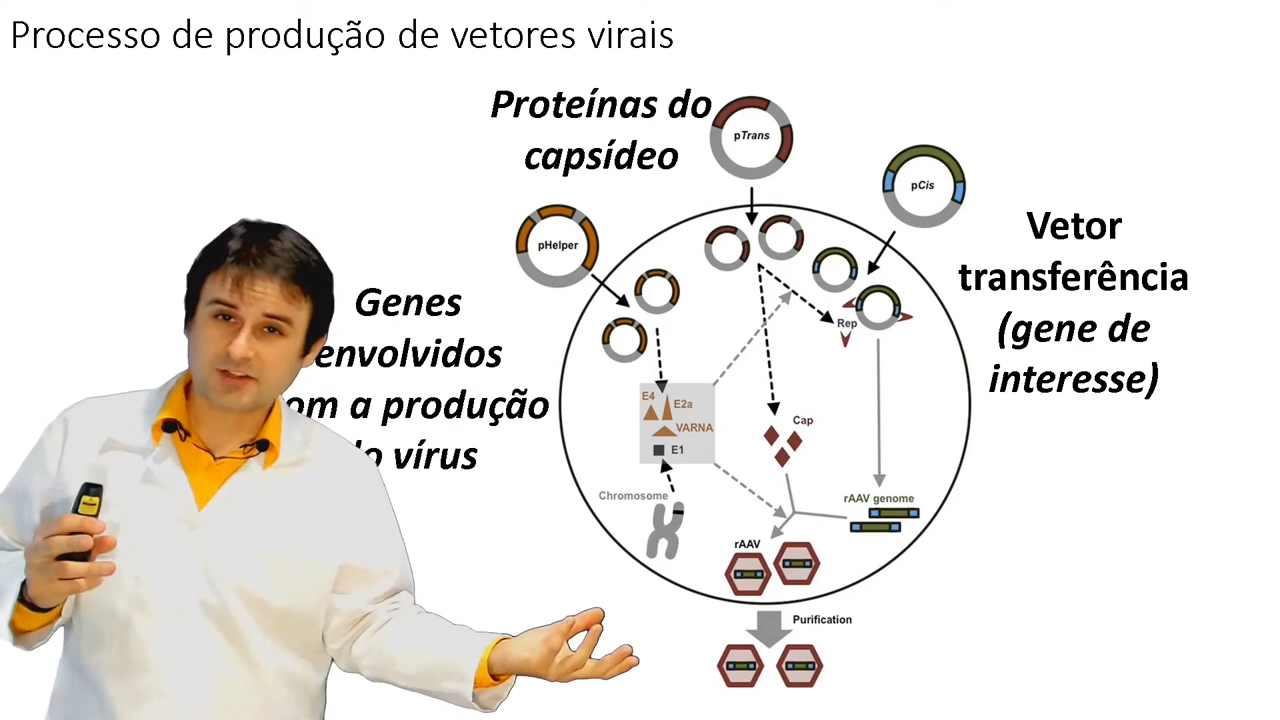 Processo de produção de vetores virais
Proteínas do
capsídeo
pTrans
pCis
pHelper
Vetor
transferência
(gene de
interesse)
Genes
envolvidos
a produção
vírus
Rep
E4
E2a
VARNA
E1
Cap
Chromosome
rAAV genome
rAAV
Purification